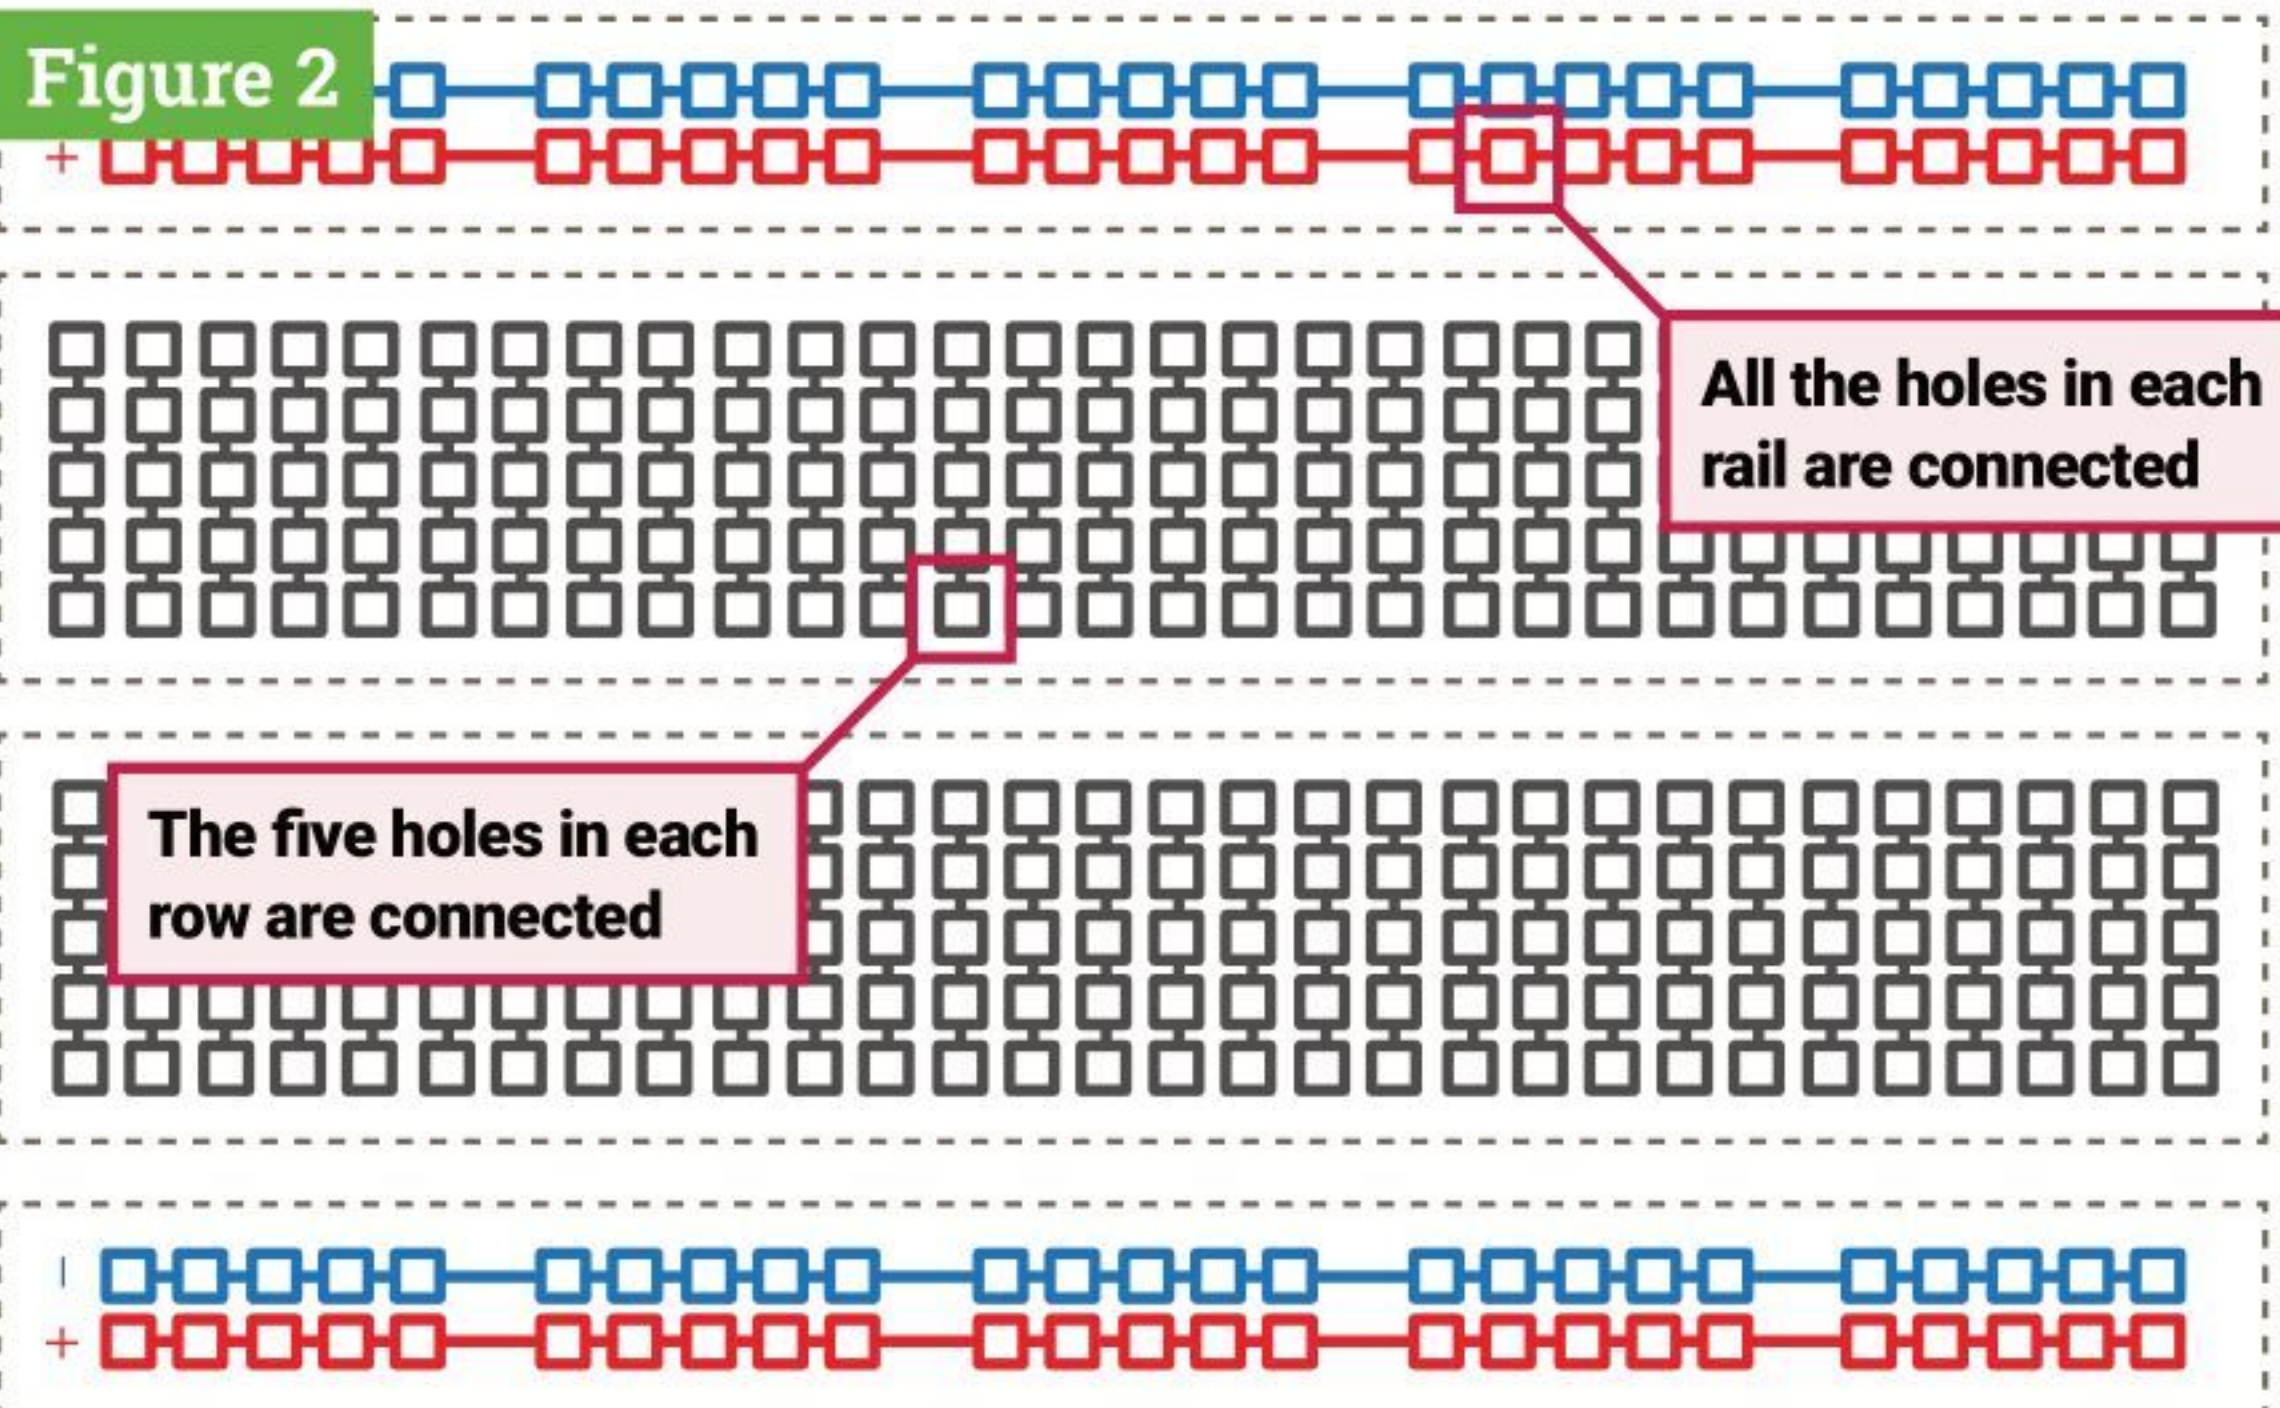 Figure 2
+
All the holes in each
rail are connected
The five holes in each
row are connected
|
+